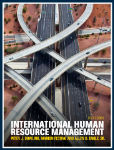 INTERNATIONAL HUMAN
RESOURCE MANAGEMENT
PETER J. DOWLING, MARION FESTING AND ALLEN D. ENGLE, SR.